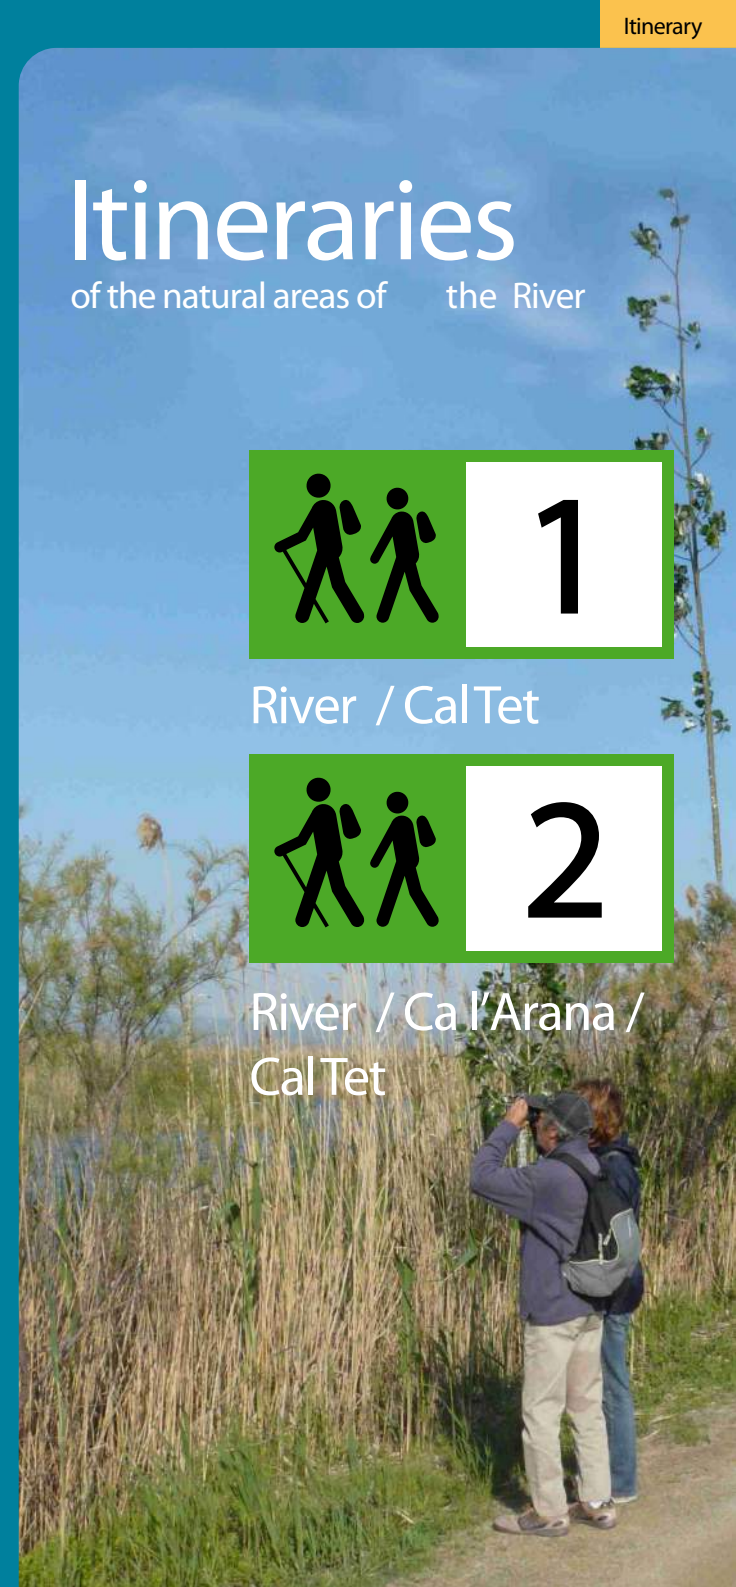 Itinerary
Itineraries
of the natural areas of the River
1
River / Cal Tet
2
River / Ca l'Arana /
Cal Tet